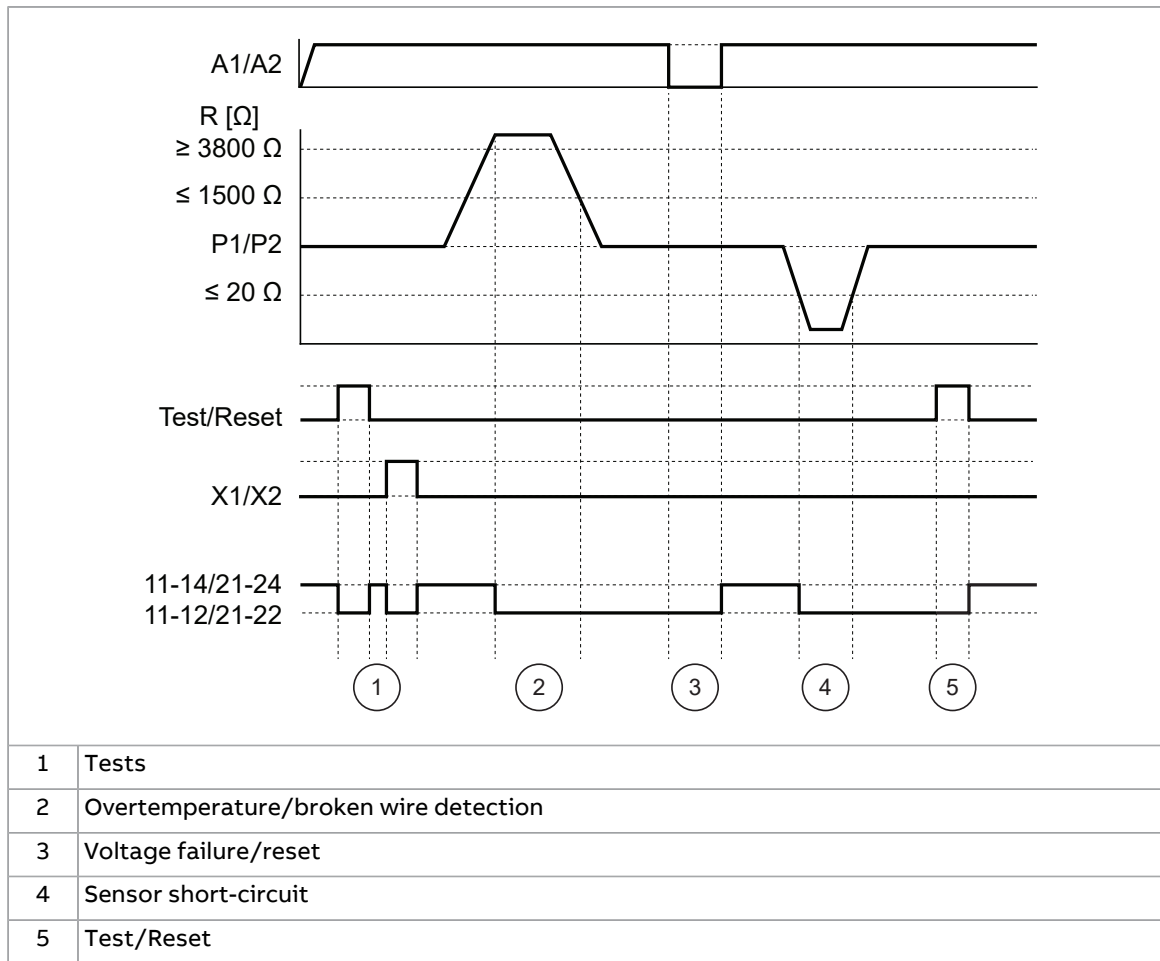 A1/A2
R [Ω]
≥ 3800 Ω
≤ 1500 Ω
P1/P2
≤ 20 Ω
Test/Reset
X1/X2
11-14/21-24
11-12/21-22
1 2 3 4 5
1 Tests
2 Overtemperature/broken wire detection
3 Voltage failure/reset
4 Sensor short-circuit
5 Test/Reset